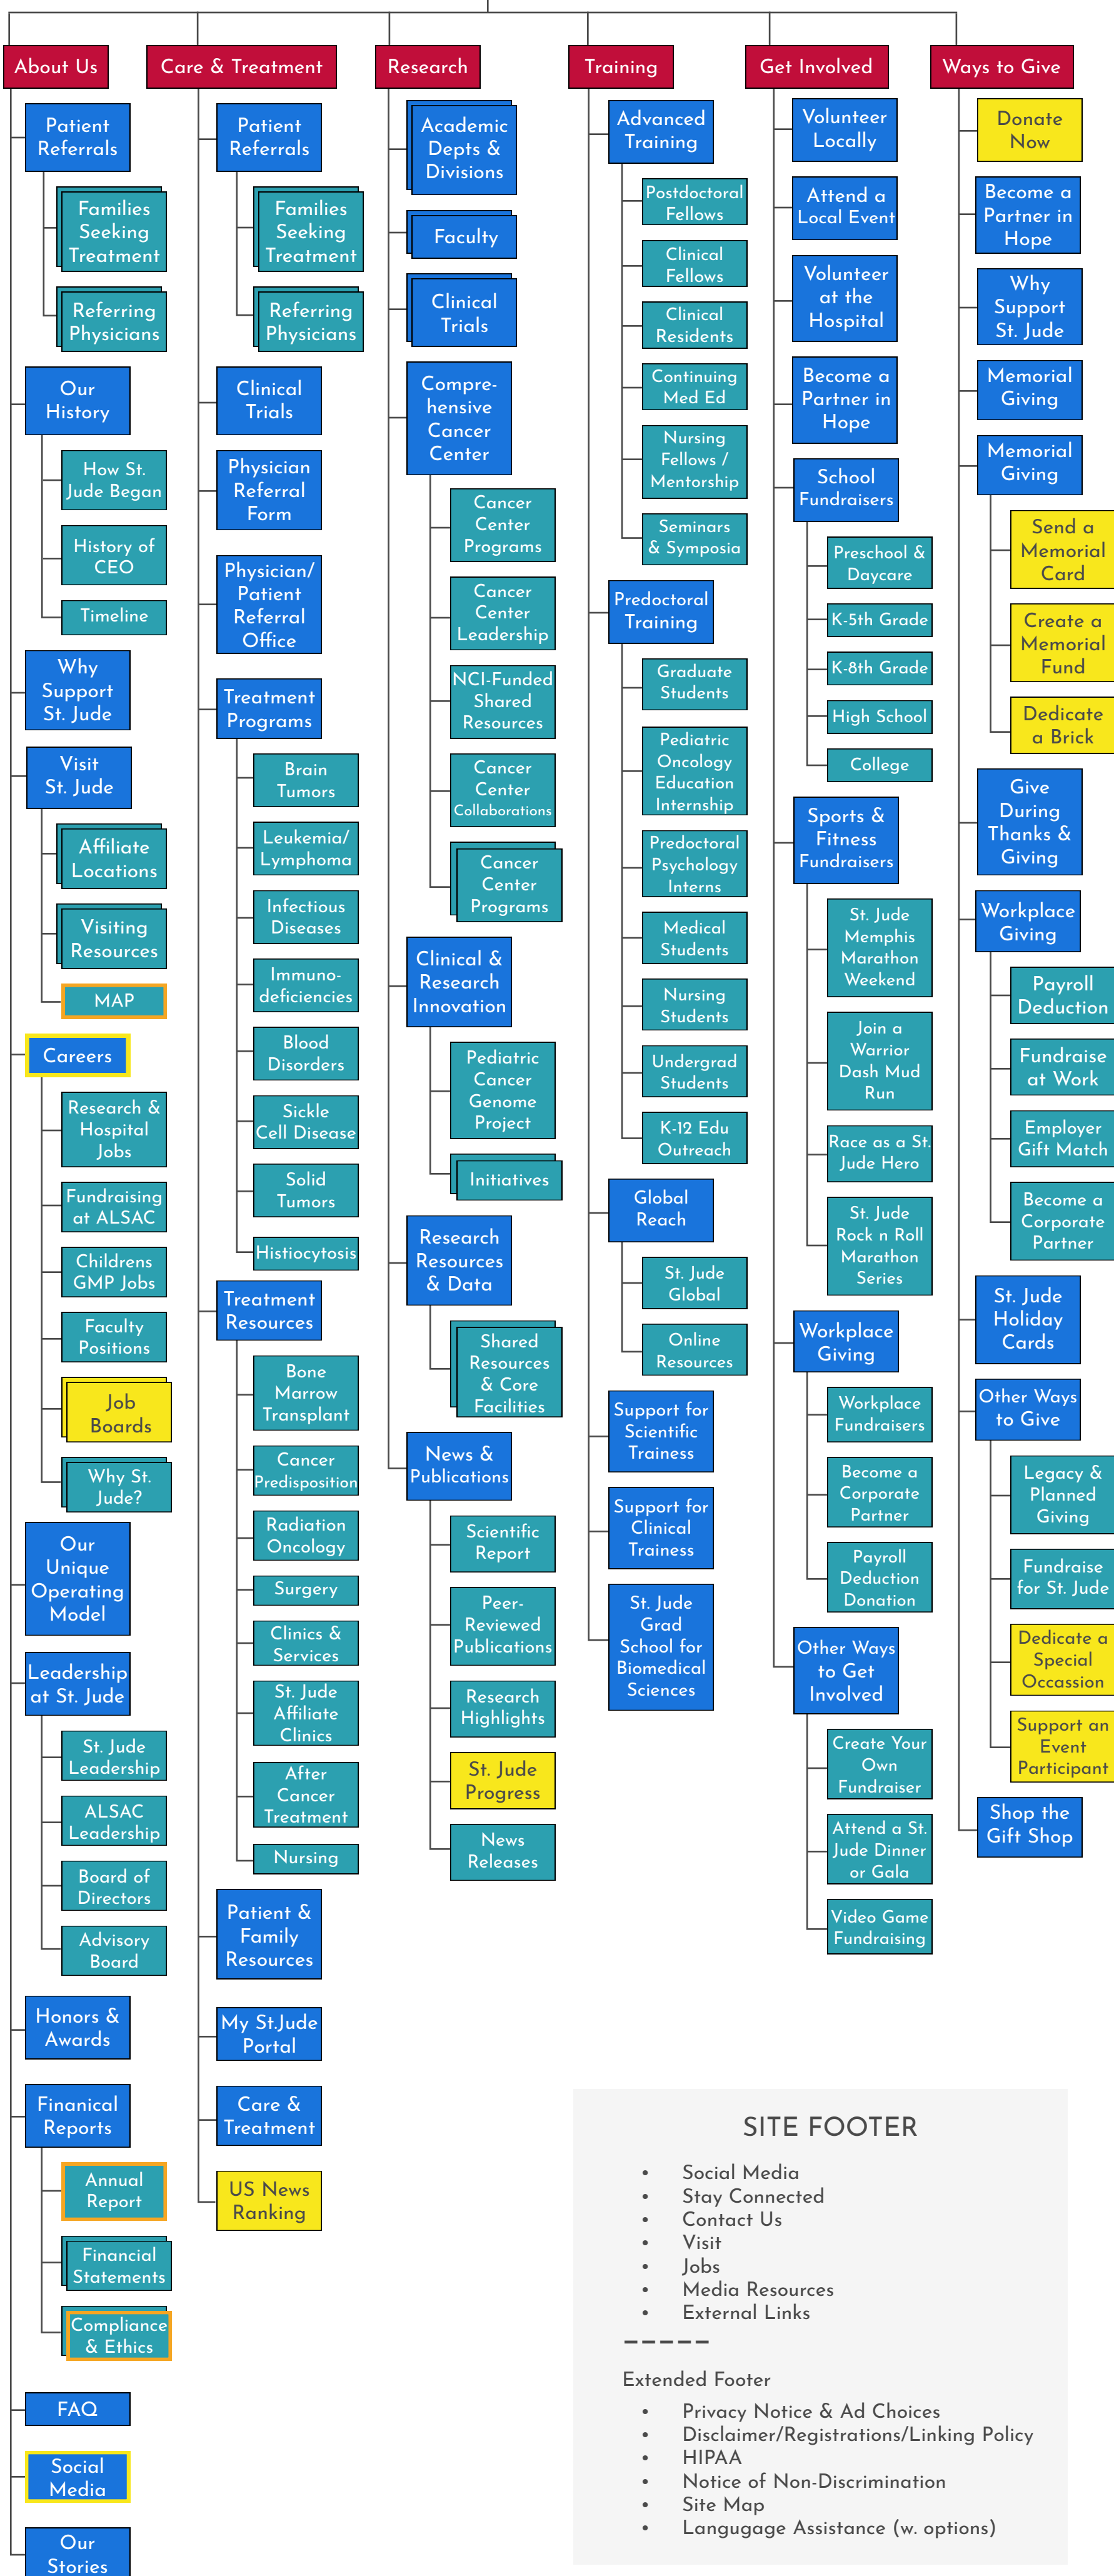 About Us
Patient
Referrals
Families
Seeking
Treatment
Referring
Physicians
Our
History
How St.
Jude Began
History of
CEO
Timeline
Why
Support
St. Jude
Visit
St. Jude
Affiliate
Locations
Visiting
Resources
MAP
Careers
Research &
Hospital
Jobs
Fundraising
at ALSAC
Childrens
GMP Jobs
Faculty
Positions
Job
Boards
Why St.
Jude?
Our
Unique
Operating
Model
Leadership
at St. Jude
St. Jude
Leadership
ALSAC
Leadership
Board of
Directors
Advisory
Board
Honors &
Awards
Finanical
Reports
Annual
Report
Financial
Statements
Compliance
& Ethics
FAQ
Social
Media
Our
Stories
Care & Treatment
Patient
Referrals
Families
Seeking
Treatment
Referring
Physicians
Clinical
Trials
Physician
Referral
Form
Physician/
Patient
Referral
Office
Treatment
Programs
Brain
Tumors
Leukemia/
Lymphoma
Infectious
Diseases
Immuno-
deficiencies
Blood
Disorders
Sickle
Cell Disease
Solid
Tumors
Histiocytosis
Treatment
Resources
Bone
Marrow
Transplant
Cancer
Predisposition
Radiation
Oncology
Surgery
Clinics &
Services
St. Jude
Affiliate
Clinics
After
Cancer
Treatment
Nursing
Patient &
Family
Resources
My St.Jude
Portal
Care &
Treatment
US News
Ranking
Research
Academic
Depts &
Divisions
Faculty
Clinical
Trials
Compre-
hensive
Cancer
Center
Cancer
Center
Programs
Cancer
Center
Leadership
NCI-Funded
Shared
Resources
Cancer
Center
Collaborations
Cancer
Center
Programs
Clinical &
Research
Innovation
Pediatric
Cancer
Genome
Project
Initiatives
Research
Resources
& Data
Shared
Resources
& Core
Facilities
News &
Publications
Scientific
Report
Peer-
Reviewed
Publications
Research
Highlights
St. Jude
Progress
News
Releases
Training
Advanced
Training
Postdoctoral
Fellows
Clinical
Fellows
Clinical
Residents
Continuing
Med Ed
Nursing
Fellows /
Mentorship
Seminars
& Symposia
Predoctoral
Training
Graduate
Students
Pediatric
Oncology
Education
Internship
Predoctoral
Psychology
Interns
Medical
Students
Nursing
Students
Undergrad
Students
K-12 Edu
Outreach
Global
Reach
St. Jude
Global
Online
Resources
Support for
Scientific
Trainess
Support for
Clinical
Trainess
St. Jude
Grad
School for
Biomedical
Sciences
Get Involved
Volunteer
Locally
Attend a
Local Event
Volunteer
at the
Hospital
Become a
Partner in
Hope
School
Fundraisers
Preschool &
Daycare
K-5th Grade
K-8th Grade
High School
College
Sports &
Fitness
Fundraisers
St. Jude
Memphis
Marathon
Weekend
Join a
Warrior
Dash Mud
Run
Race as a St.
Jude Hero
St. Jude
Rock n Roll
Marathon
Series
Workplace
Giving
Workplace
Fundraisers
Become a
Corporate
Partner
Payroll
Deduction
Donation
Other Ways
to Get
Involved
Create Your
Own
Fundraiser
Attend a St.
Jude Dinner
or Gala
Video Game
Fundraising
Ways to Give
Donate
Now
Become a
Partner in
Hope
Why
Support
St. Jude
Memorial
Giving
Memorial
Giving
Send a
Memorial
Card
Create a
Memorial
Fund
Dedicate
a Brick
Give
During
Thanks &
Giving
Workplace
Giving
Payroll
Deduction
Fundraise
at Work
Employer
Gift Match
Become a
Corporate
Partner
St. Jude
Holiday
Cards
Other Ways
to Give
Legacy &
Planned
Giving
Fundraise
for St. Jude
Dedicate a
Special
Occassion
Support an
Event
Participant
Shop the
Gift Shop
SITE FOOTER
• Social Media
• Stay Connected
• Contact Us
• Visit
• Jobs
• Media Resources
• External Links
–––––
Extended Footer
• Privacy Notice & Ad Choices
• Disclaimer/Registrations/Linking Policy
• HIPAA
• Notice of Non-Discrimination
• Site Map
• Langugage Assistance (w. options)